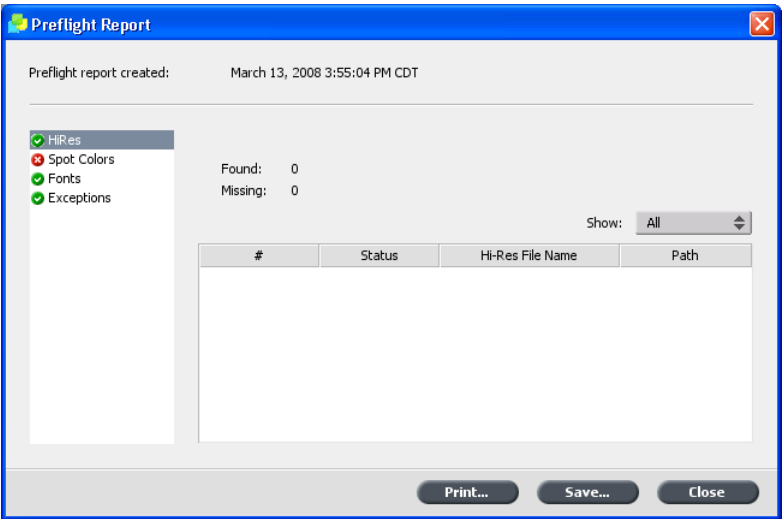 Preflight Report
Preflight report created: March 13, 2008 3:55:04 PM CDT
HiRes
Spot Colors
Fonts
Exceptions
Found: 0
Missing: 0
Show: All
# Status Hi-Res File Name Path
Print... Save... Close